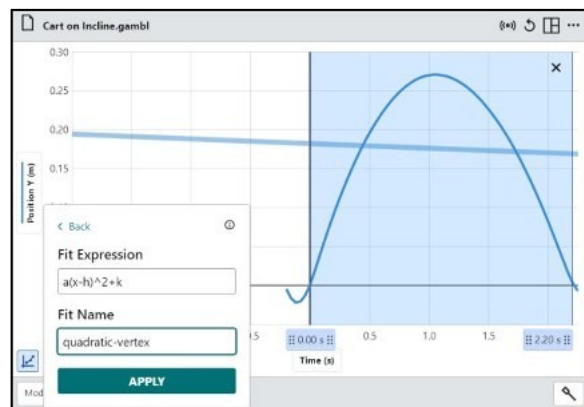 Cart on Incline.gambl
0.30
0.20
0.15
Position Y (m)
< Back
Fit Expression
a(x-h)^2+k
Fit Name
quadratic-vertex
APPLY
0.5
0.00 s
0.5
1.0
1.5
2.20 s
Time (s)
Mod